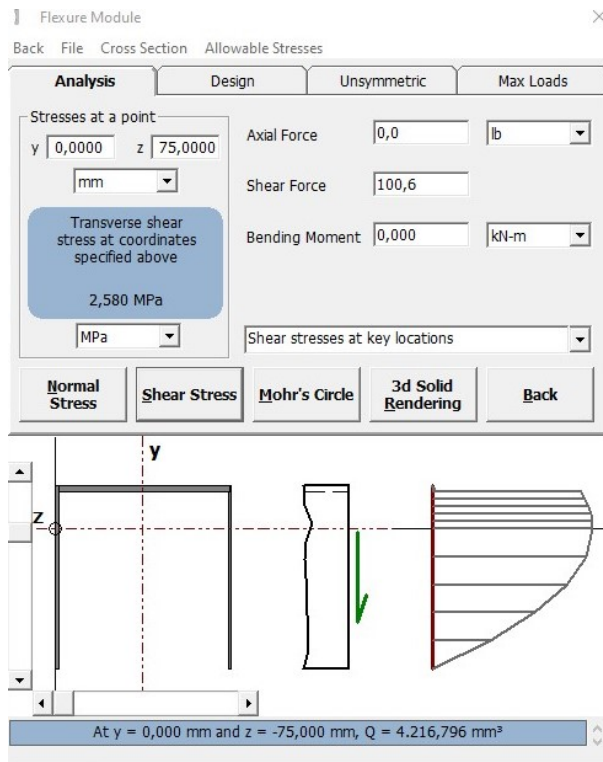 Flexure Module
Back File Cross Section Allowable Stresses
Analysis Design Unsymmetric Max Loads
Stresses at a point
y 0,0000 z 75,0000
mm
Transverse shear
stress at coordinates
specified above
2,580 MPa
MPa
Axial Force 0,0 lb
Shear Force 100,6
Bending Moment 0,000 kN-m
Shear stresses at key locations
Normal
Stress
Shear Stress
Mohr's Circle
3d Solid
Rendering
Back
y
z
At y = 0,000 mm and z = -75,000 mm, Q = 4.216,796 mm³